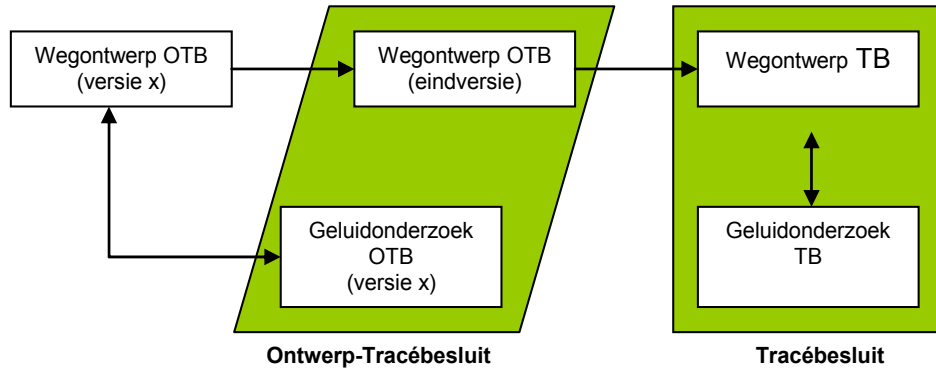 Wegontwerp OTB
(versie x)
Wegontwerp OTB
(eindversie)
Wegontwerp TB
Geluidonderzoek
OTB
(versie x)
Geluidonderzoek
TB
Ontwerp-Tracébesluit
Tracébesluit